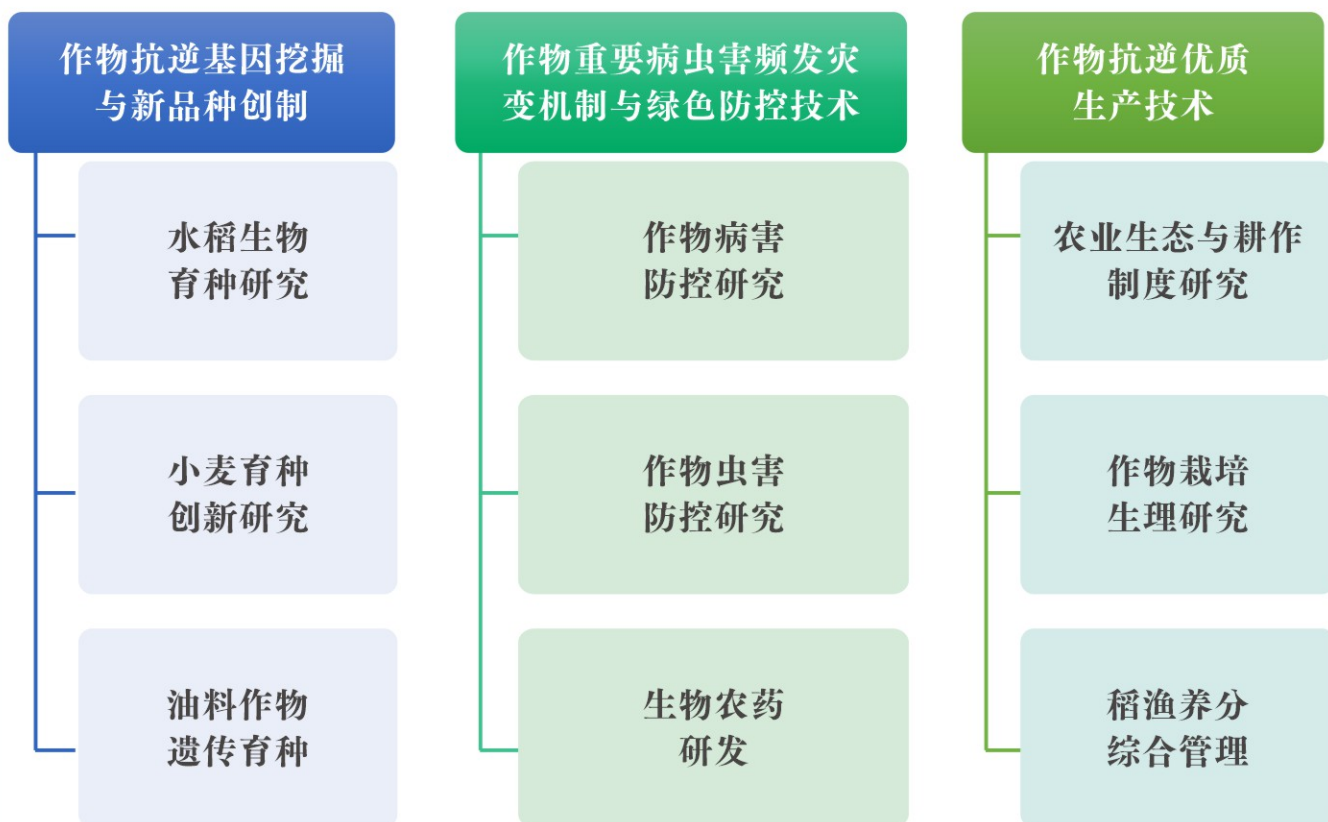 作物抗逆基因挖掘
与新品种创制
水稻生物
育种研究
小麦育种
创新研究
油料作物
遗传育种
作物重要病虫害频发灾
变机制与绿色防控技术
作物病害
防控研究
作物虫害
防控研究
生物农药
研发
作物抗逆优质
生产技术
农业生态与耕作
制度研究
作物栽培
生理研究
稻渔养分
综合管理